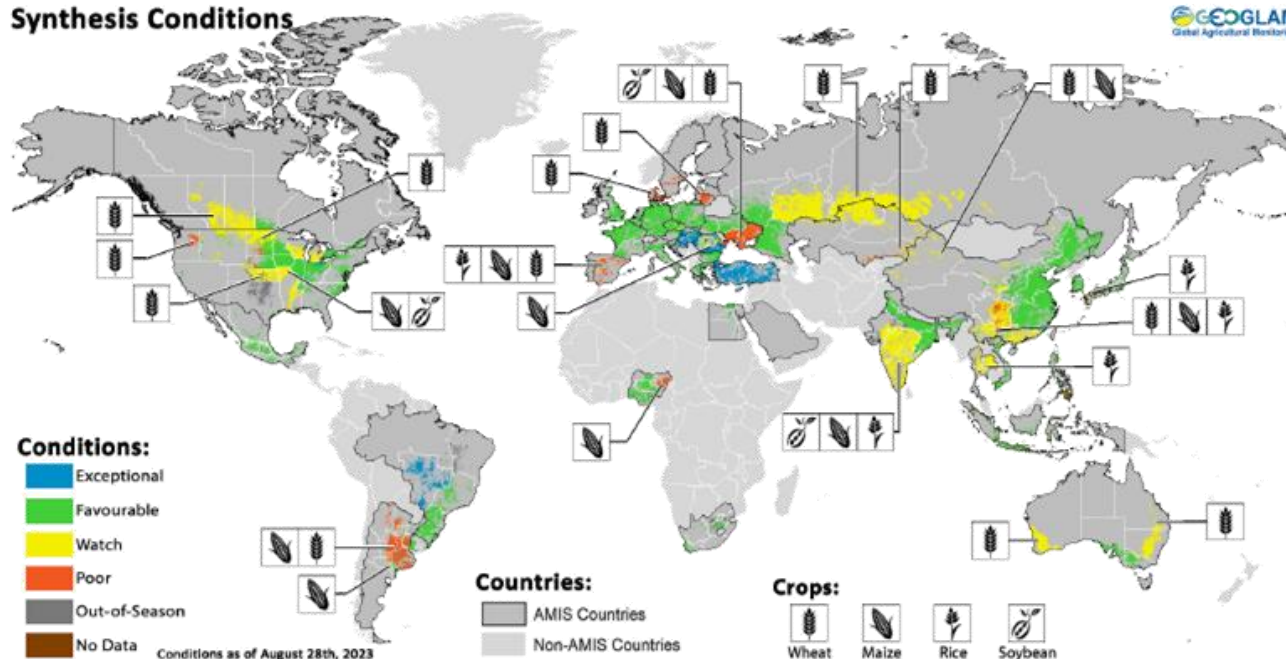 Synthesis Conditions
GEOGLAM
Global Agricultural Monitoring
Conditions:
Exceptional
Favourable
Watch
Poor
Out-of-Season
No Data
Conditions as of August 28th, 2023
Countries:
AMIS Countries
Non-AMIS Countries
Crops:
Wheat
Maize
Rice
Soybean